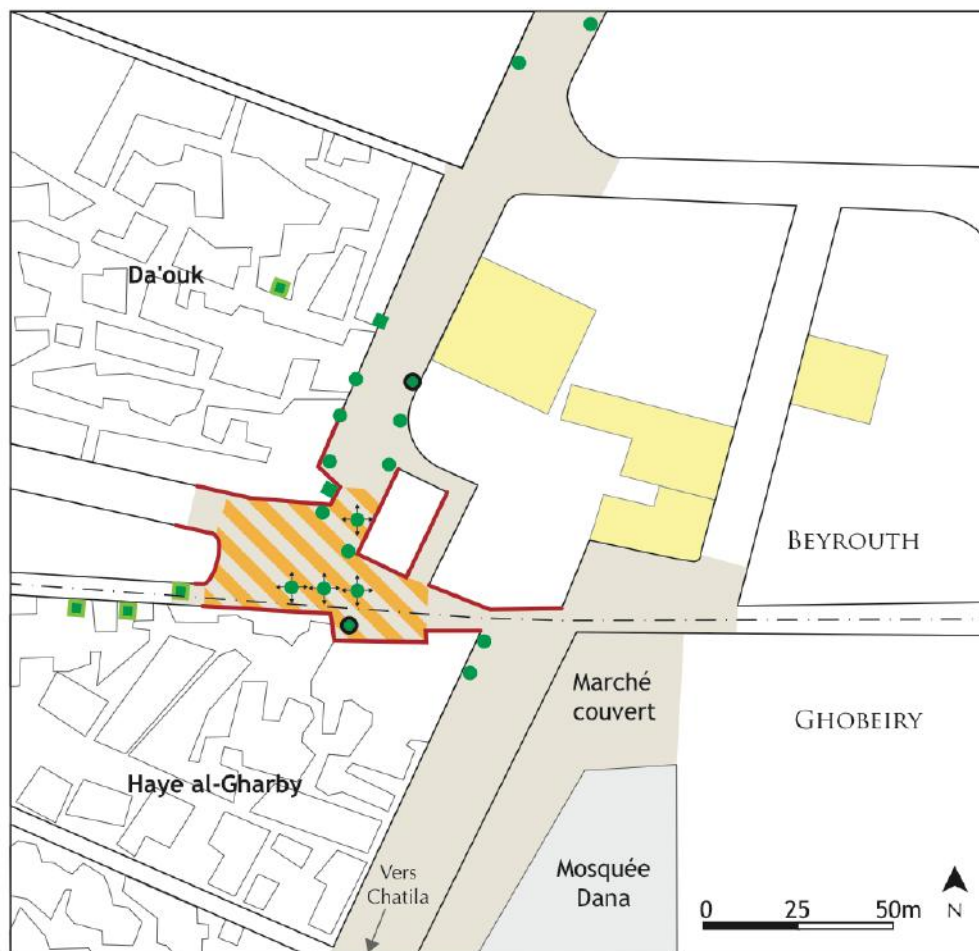 Da'ouk
BEYROUTH
Marché
couvert
GHOBEIRY
Haye al-Gharby
Vers
Chatila
Mosquée
Dana
N
0 25 50m